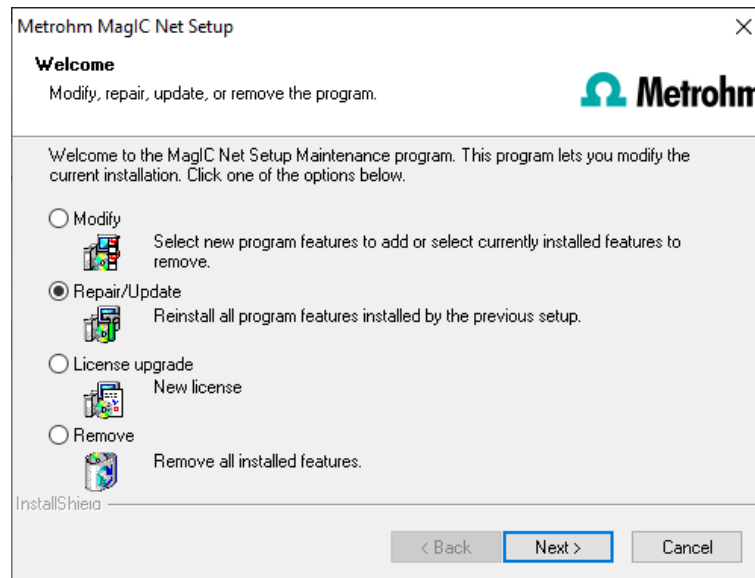 Metrohm MagIC Net Setup
Welcome
Modify, repair, update, or remove the program.
Metrohm
Welcome to the MagIC Net Setup Maintenance program. This program lets you modify the
current installation. Click one of the options below.
Modify
Select new program features to add or select currently installed features to
remove.
Repair/Update
Reinstall all program features installed by the previous setup.
License upgrade
New license
Remove
Remove all installed features.
InstallShield
< Back
Next >
Cancel